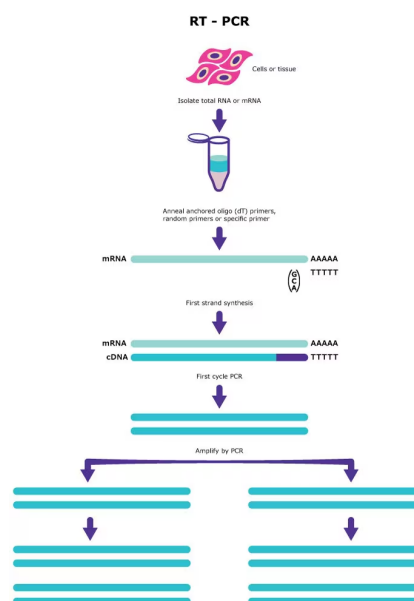 RT - PCR
Cells or tissue
Isolate total RNA or mRNA
Anneal anchored oligo (dT) primers,
random primers or specific primer
mRNA AAAAA
TTTTT
G
C
A
First strand synthesis
mRNA AAAAA
cDNA TTTTT
First cycle PCR
Amplify by PCR